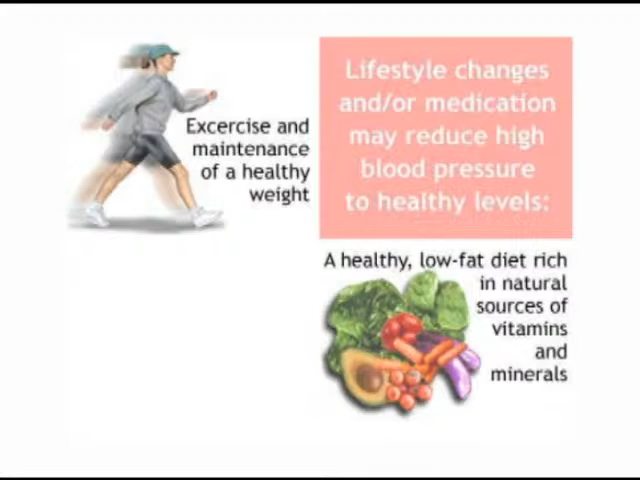 Excercise and
maintenance
of a healthy
weight
Lifestyle changes
and/or medication
may reduce high
blood pressure
to healthy levels:
A healthy, low-fat diet rich
in natural
sources of
vitamins
and
minerals